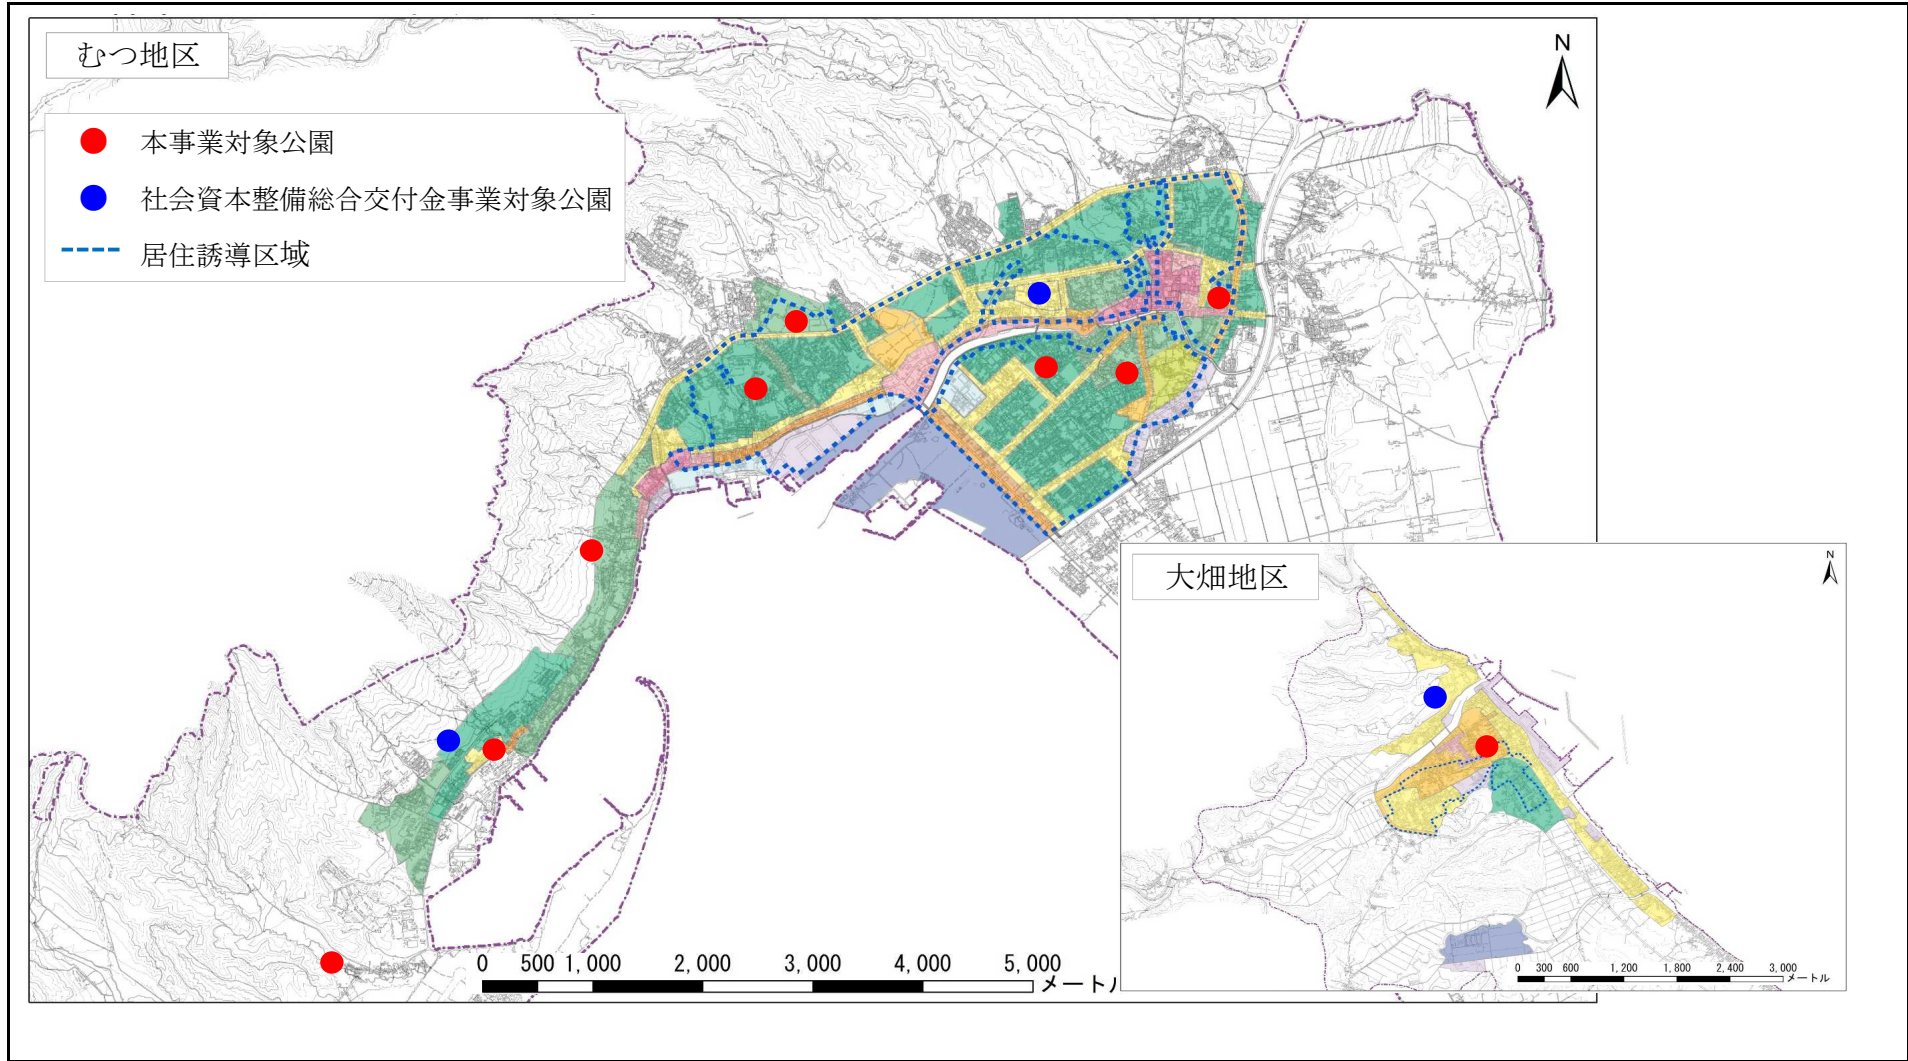 むつ地区
N
本事業対象公園
社会資本整備総合交付金事業対象公園
居住誘導区域
大畑地区
N
0 300 600 1,200 1,800 2,400 3,000
メートル
0 500 1,000 2,000 3,000 4,000 5,000
メートル